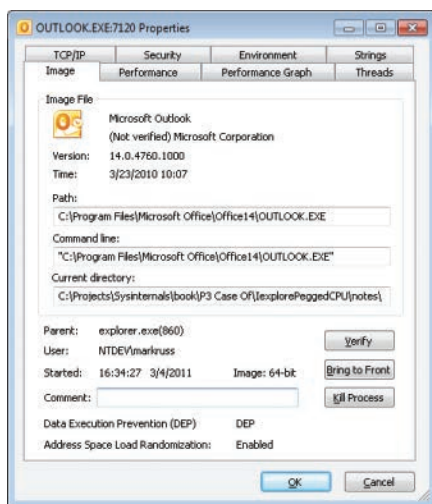 OUTLOOK.EXE:7120 Properties
TCP/IP Security Environment Strings
Image Performance Performance Graph Threads
Image File
Microsoft Outlook
(Not verified) Microsoft Corporation
Version: 14.0.4760.1000
Time: 3/23/2010 10:07
Path:
C:\Program Files\Microsoft Office\Office14\OUTLOOK.EXE
Command line:
"C:\Program Files\Microsoft Office\Office14\OUTLOOK.EXE"
Current directory:
C:\Projects\Sysinternals\book\P3 Case Of\IexplorePeggedCPU\notes\
Parent: explorer.exe(860)
User: NTDEV\markruss
Verify
Started: 16:34:27 3/4/2011 Image: 64-bit
Bring to Front
Comment:
Kill Process
Data Execution Prevention (DEP) DEP
Address Space Load Randomization: Enabled
OK Cancel